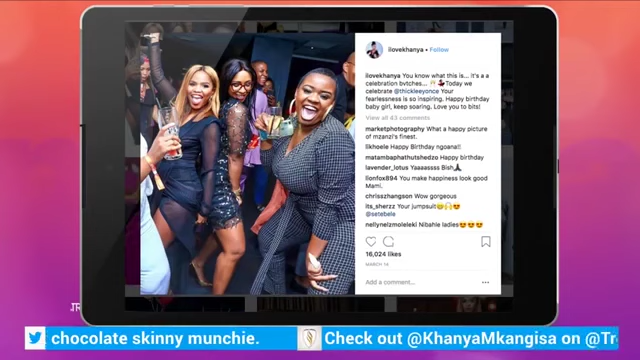 ilovekhanya • Follow
ilovekhanya You know what this is... it's a a
celebration bvtches... Today we
celebrate @thickleeyonce Your
fearlessness is so inspiring. Happy birthday
baby girl, keep soaring. Love you to bits!
View all 43 comments
marketphotography What a happy picture
of mzanzi's finest.
likhoele Happy Birthday ngoana!!
matambaphathutshedzo Happy birthday
lavender_lotus Yaaaassss Bish
lionfox894 You make happiness look good
Mami.
chrisazhangson Wow gorgeous
its_sherzz Your jumpsuit
@setebele
nellynelzmoleleki Nibahle ladies
16,024 likes
MARCH 14
Add a comment...
chocolate skinny munchie.
Check out @KhanyaMkangisa on @Tr